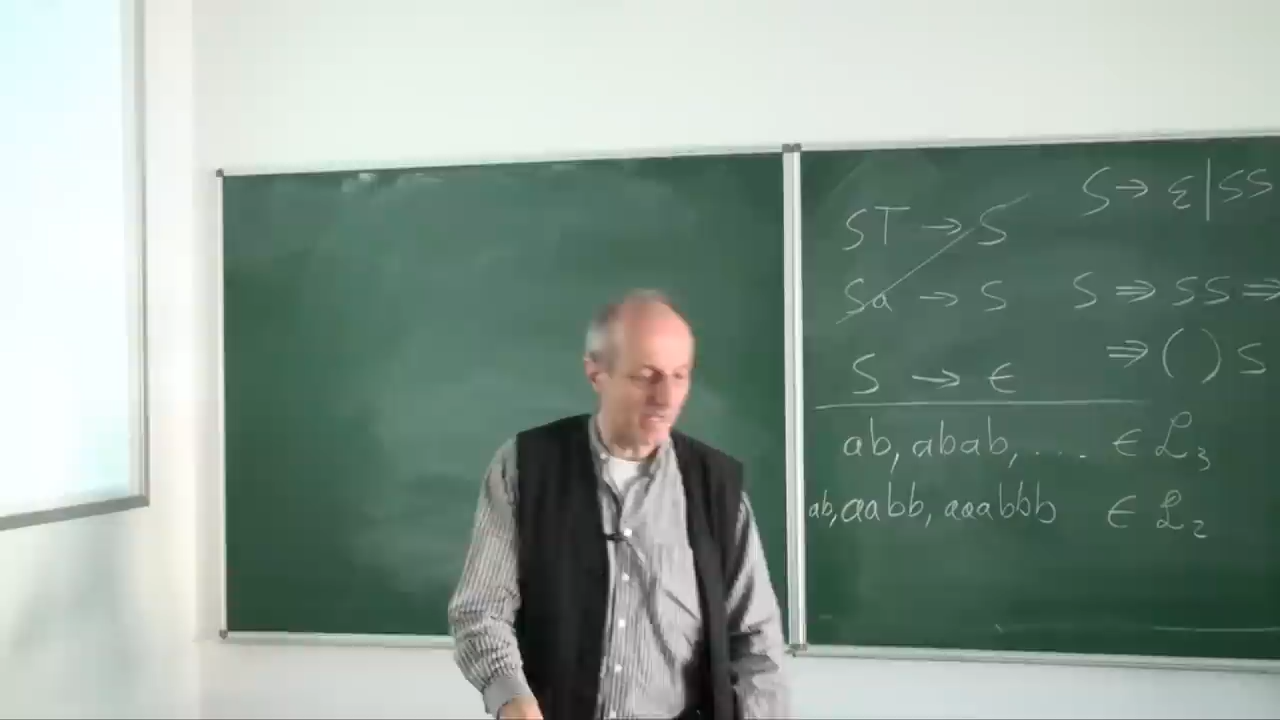 ST → S
Sa → S
S → ϵ
ab, abab, .... ∈ ℒ₃
ab, aabb, aaabbb ∈ ℒ₂
S → ε | SS
S ⇒ SS ⇒
⇒ ( ) S